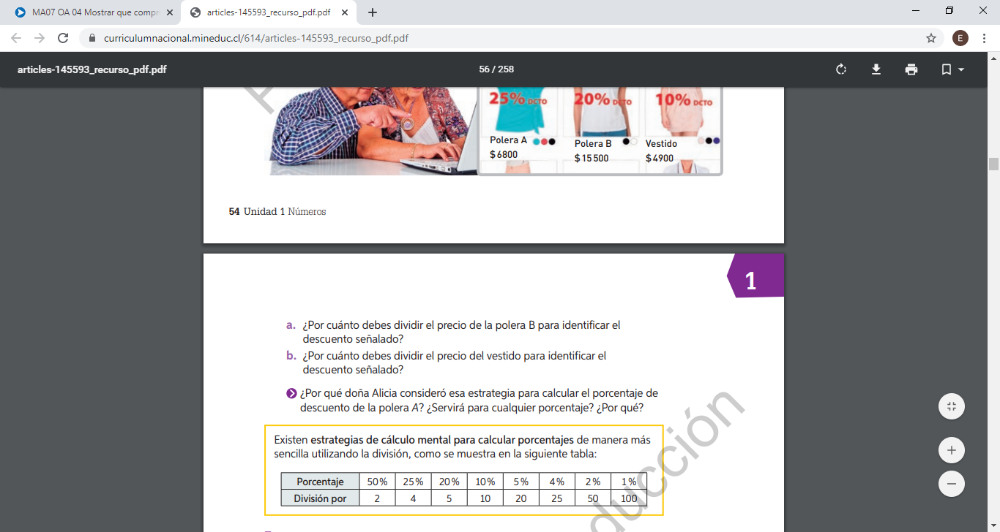 MA07 OA 04 Mostrar que compr
articles-145593_recurso_pdf.pdf
curriculumnacional.mineduc.cl/614/articles-145593_recurso_pdf.pdf
E
articles-145593_recurso_pdf.pdf
56 / 258
25% DCTO
20% DCTO
10% DCTO
Polera A
$ 6800
Polera B
$ 15 500
Vestido
$ 4900
54 Unidad 1 Números
1
a. ¿Por cuánto debes dividir el precio de la polera B para identificar el
descuento señalado?
b. ¿Por cuánto debes dividir el precio del vestido para identificar el
descuento señalado?
¿Por qué doña Alicia consideró esa estrategia para calcular el porcentaje de
descuento de la polera A? ¿Servirá para cualquier porcentaje? ¿Por qué?
Existen estrategias de cálculo mental para calcular porcentajes de manera más
sencilla utilizando la división, como se muestra en la siguiente tabla:
Porcentaje 50 % 25 % 20 % 10 % 5 % 4 % 2 % 1 %
División por 2 4 5 10 20 25 50 100